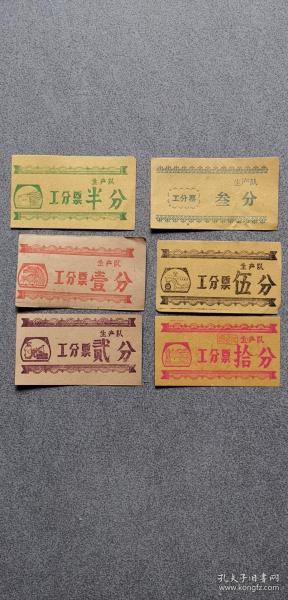 生产队
工分票半分
生产队
工分票 叁分
生产队
工分票壹分
生产队
工分票伍分
生产队
工分票贰分
生产队
工分票拾分
孔夫子旧书网
www.kongfz.com